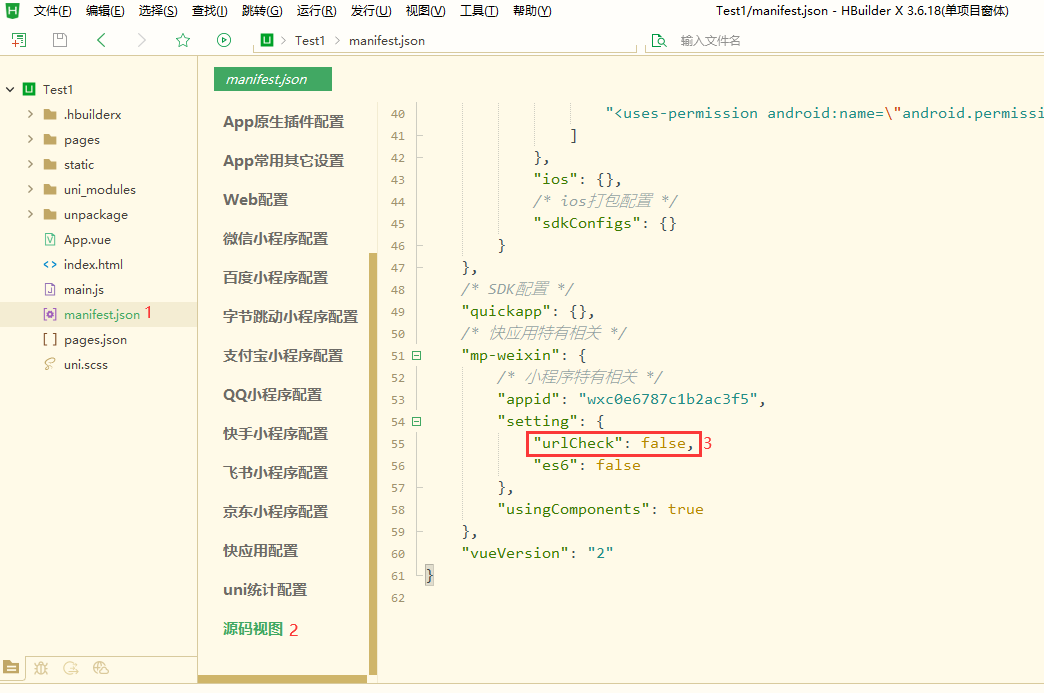 文件(F) 编辑(E) 选择(S) 查找(I) 跳转(G) 运行(R) 发行(U) 视图(V) 工具(T) 帮助(Y) Test1/manifest.json - HBuilder X 3.6.18(单项目窗体)
Test1 manifest.json 输入文件名
Test1
.hbuilderx
pages
static
uni_modules
unpackage
App.vue
index.html
main.js
manifest.json 1
pages.json
uni.scss
manifest.json
App原生插件配置
App常用其它设置
Web配置
微信小程序配置
百度小程序配置
字节跳动小程序配置
支付宝小程序配置
QQ小程序配置
快手小程序配置
飞书小程序配置
京东小程序配置
快应用配置
uni统计配置
源码视图 2
40 "<uses-permission android:name=\"android.permissi
41 ]
42 },
43 "ios": {},
44 /* ios打包配置 */
45 "sdkConfigs": {}
46 }
47 },
48 /* SDK配置 */
49 "quickapp": {},
50 /* 快应用特有相关 */
51 "mp-weixin": {
52 /* 小程序特有相关 */
53 "appid": "wxc0e6787c1b2ac3f5",
54 "setting": {
55 "urlCheck": false, 3
56 "es6": false
57 },
58 "usingComponents": true
59 },
60 "vueVersion": "2"
61 }
62